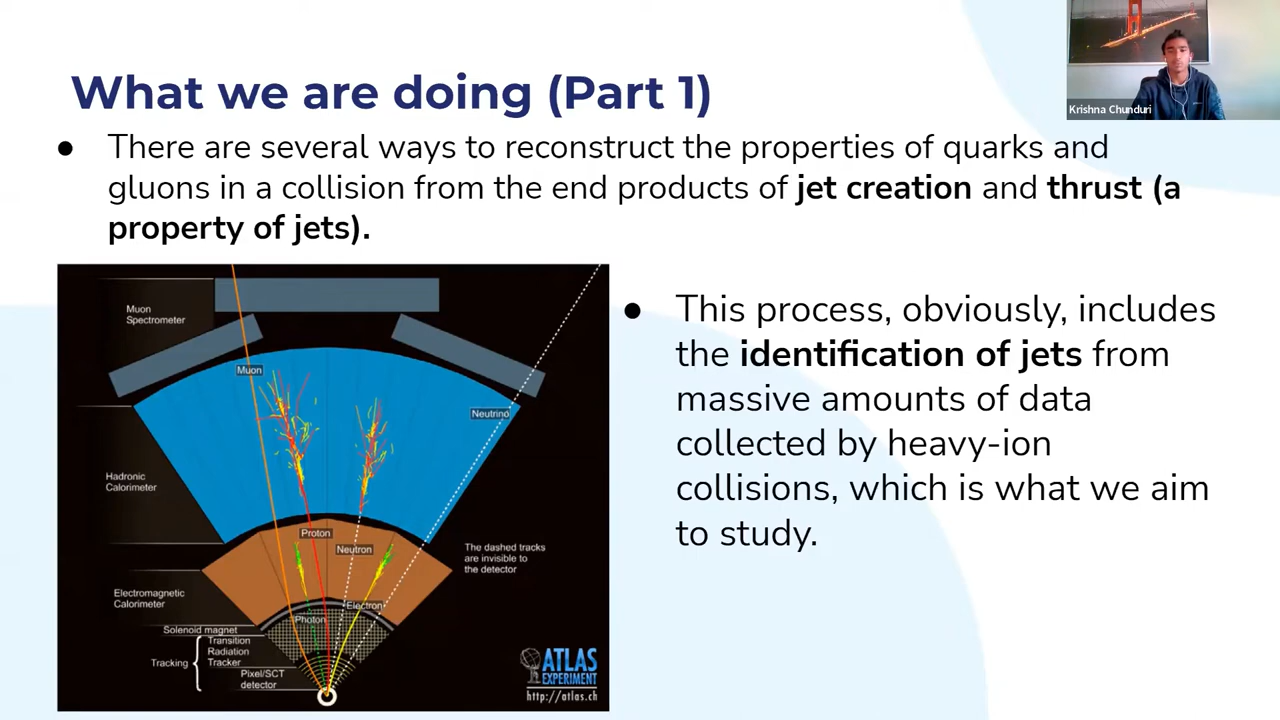 Krishna Chunduri
What we are doing (Part 1)
● There are several ways to reconstruct the properties of quarks and
gluons in a collision from the end products of jet creation and thrust (a
property of jets).
Muon
Spectrometer
Muon
Neutrino
Hadronic
Calorimeter
Proton
Neutron
The dashed tracks
are invisible to
the detector
Electromagnetic
Calorimeter
Electron
Photon
Solenoid magnet
Tracking
Transition
Radiation
Tracker
Pixel/SCT
detector
ATLAS
EXPERIMENT
http://atlas.ch
● This process, obviously, includes
the identification of jets from
massive amounts of data
collected by heavy-ion
collisions, which is what we aim
to study.